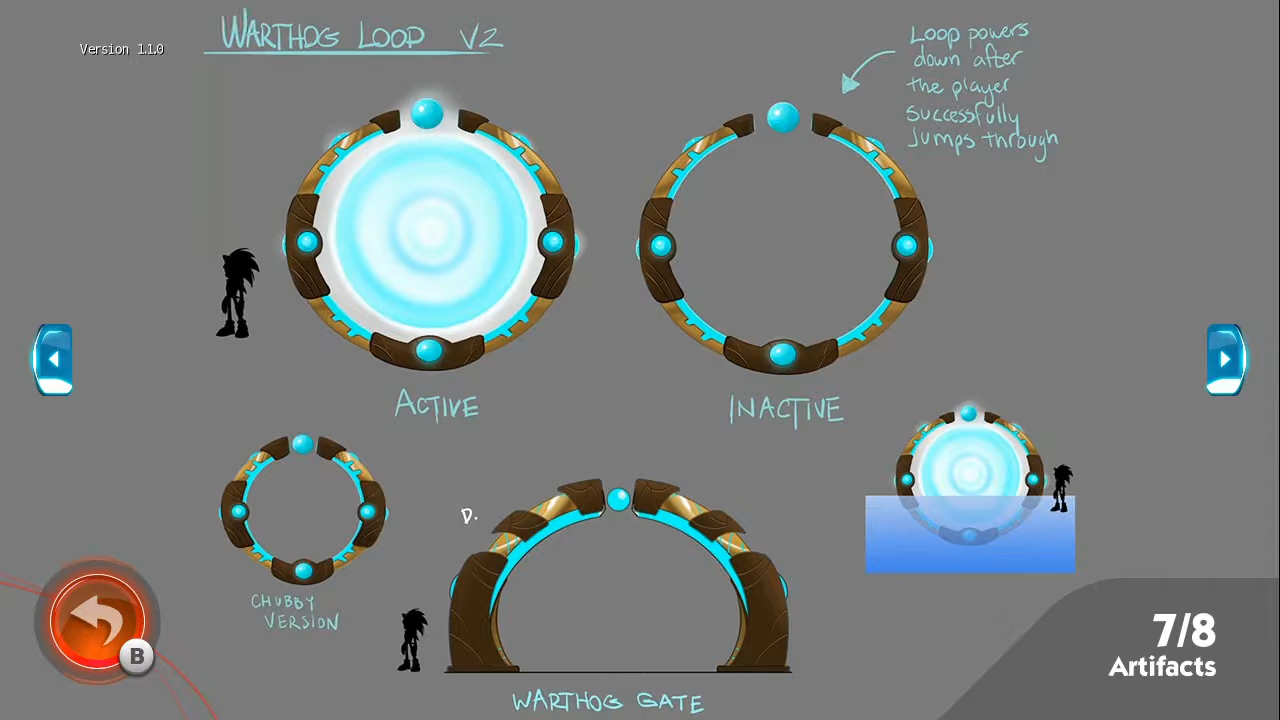 Version 1.1.0
WARTHOG LOOP V2
Loop powers
down after
the player
successfully
Jumps through
ACTIVE
INACTIVE
D.
CHUBBY
VERSION
WARTHOG GATE
B
7/8
Artifacts